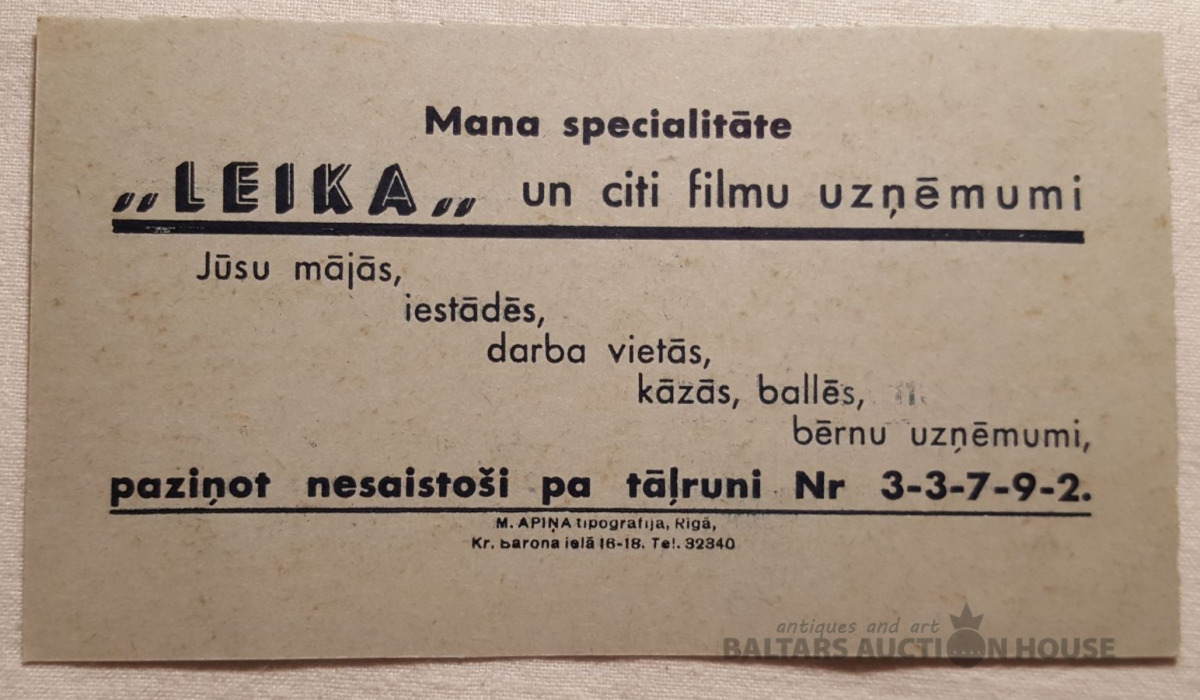 Mana specialitāte
„LEIKA„ un citi filmu uzņēmumi
Jūsu mājās,
iestādēs,
darba vietās,
kāzās, ballēs,
bērnu uzņēmumi,
paziņot nesaistoši pa tāļruni Nr 3-3-7-9-2.
M. APIŅA tipografija, Rīgā,
Kr. Barona ielā 16-18. Tel. 32340
antiques and art
BALTARS AUCTION HOUSE